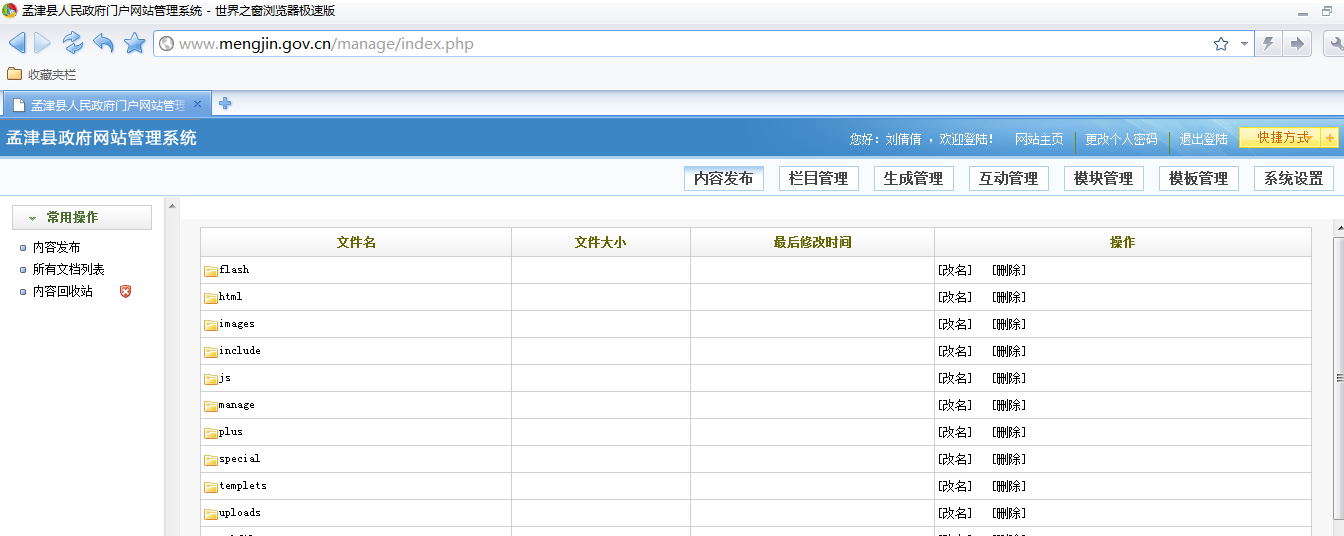 孟津县人民政府门户网站管理系统 - 世界之窗浏览器极速版
www.mengjin.gov.cn/manage/index.php
收藏夹栏
孟津县人民政府门户网站管理
孟津县政府网站管理系统
您好：刘倩倩 ，欢迎登陆！ 网站主页 更改个人密码 退出登陆 快捷方式
内容发布 栏目管理 生成管理 互动管理 模块管理 模板管理 系统设置
常用操作
内容发布
所有文档列表
内容回收站
文件名 文件大小 最后修改时间 操作
flash [改名] [删除]
html [改名] [删除]
images [改名] [删除]
include [改名] [删除]
js [改名] [删除]
manage [改名] [删除]
plus [改名] [删除]
special [改名] [删除]
templets [改名] [删除]
uploads [改名] [删除]